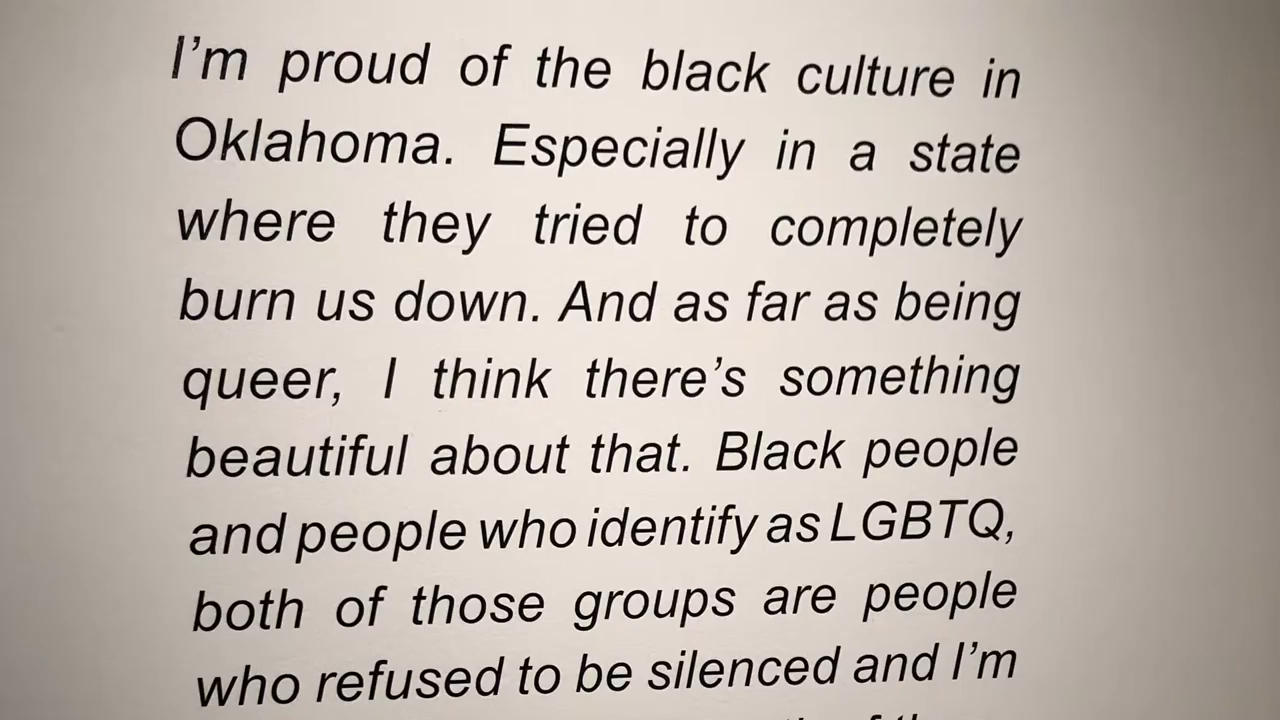 I’m proud of the black culture in
Oklahoma. Especially in a state
where they tried to completely
burn us down. And as far as being
queer, I think there’s something
beautiful about that. Black people
and people who identify as LGBTQ,
both of those groups are people
who refused to be silenced and I’m